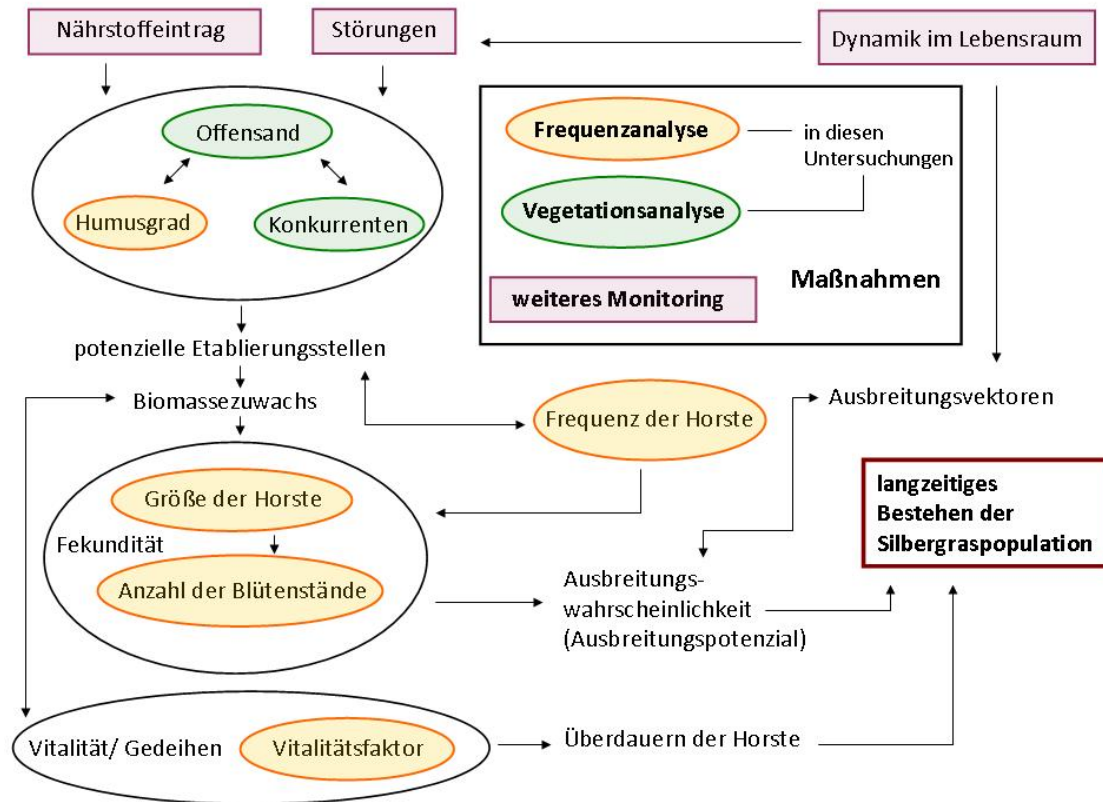 Nährstoffeintrag
Störungen
Dynamik im Lebensraum
Offensand
Humusgrad
Konkurrenten
Frequenzanalyse
in diesen
Untersuchungen
Vegetationsanalyse
weiteres Monitoring
Maßnahmen
potenzielle Etablierungsstellen
Biomassezuwachs
Frequenz der Horste
Ausbreitungsvektoren
Größe der Horste
Fekundität
Anzahl der Blütenstände
langzeitiges
Bestehen der
Silbergraspopulation
Ausbreitungs-
wahrscheinlichkeit
(Ausbreitungspotenzial)
Vitalität/ Gedeihen
Vitalitätsfaktor
Überdauern der Horste